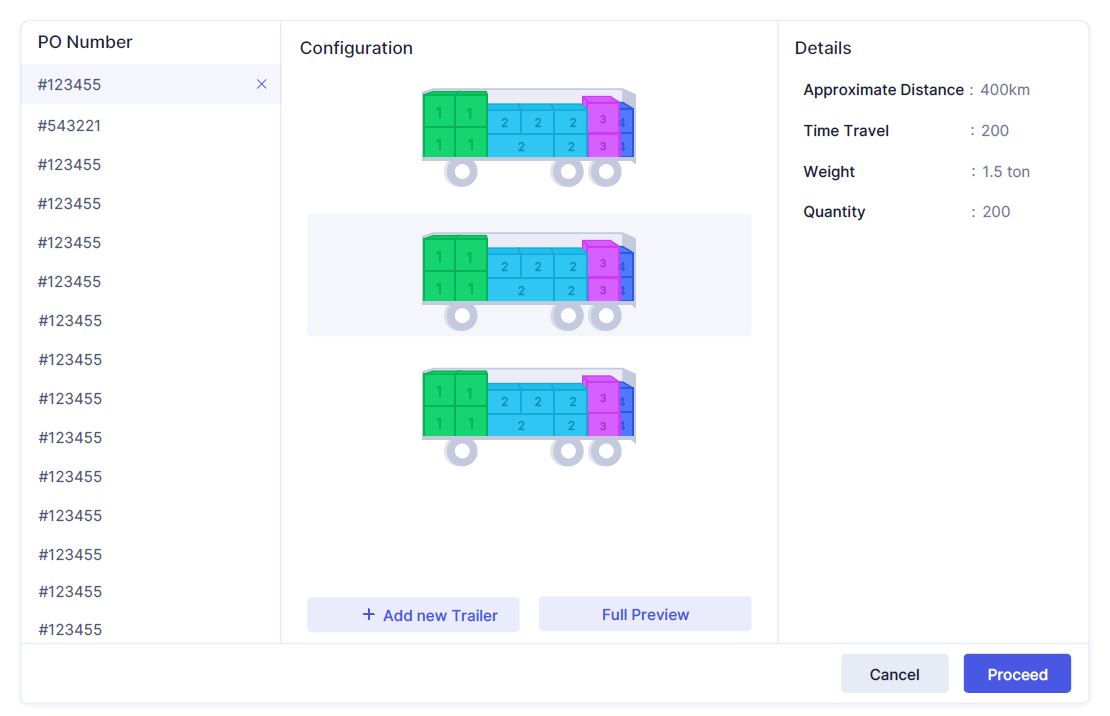 PO Number
#123455
#543221
#123455
#123455
#123455
#123455
#123455
#123455
#123455
#123455
#123455
#123455
#123455
#123455
#123455
Configuration
1 1 2 2 2 3 4
1 1 2 2 3 4
1 1 2 2 2 3 4
1 1 2 2 3 4
1 1 2 2 2 3 4
1 1 2 2 3 4
+ Add new Trailer
Full Preview
Details
Approximate Distance : 400km
Time Travel : 200
Weight : 1.5 ton
Quantity : 200
Cancel
Proceed